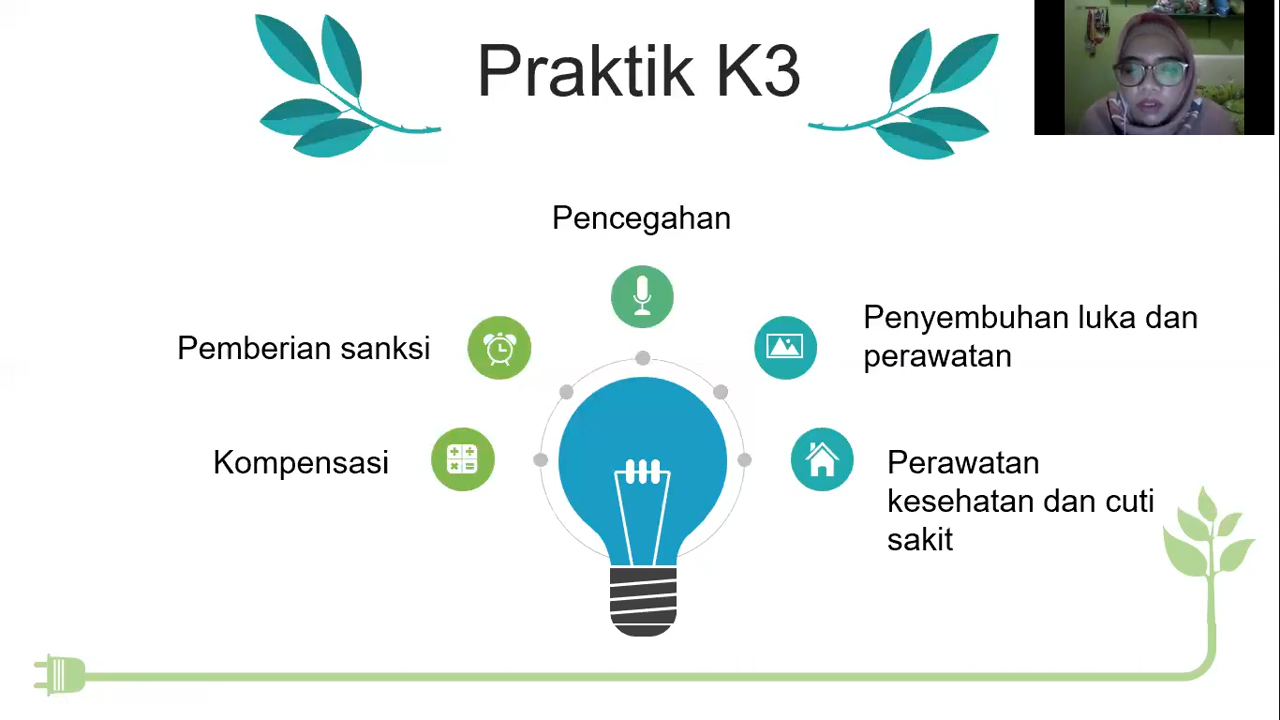 Praktik K3
Pencegahan
Pemberian sanksi
Penyembuhan luka dan
perawatan
Kompensasi
Perawatan
kesehatan dan cuti
sakit